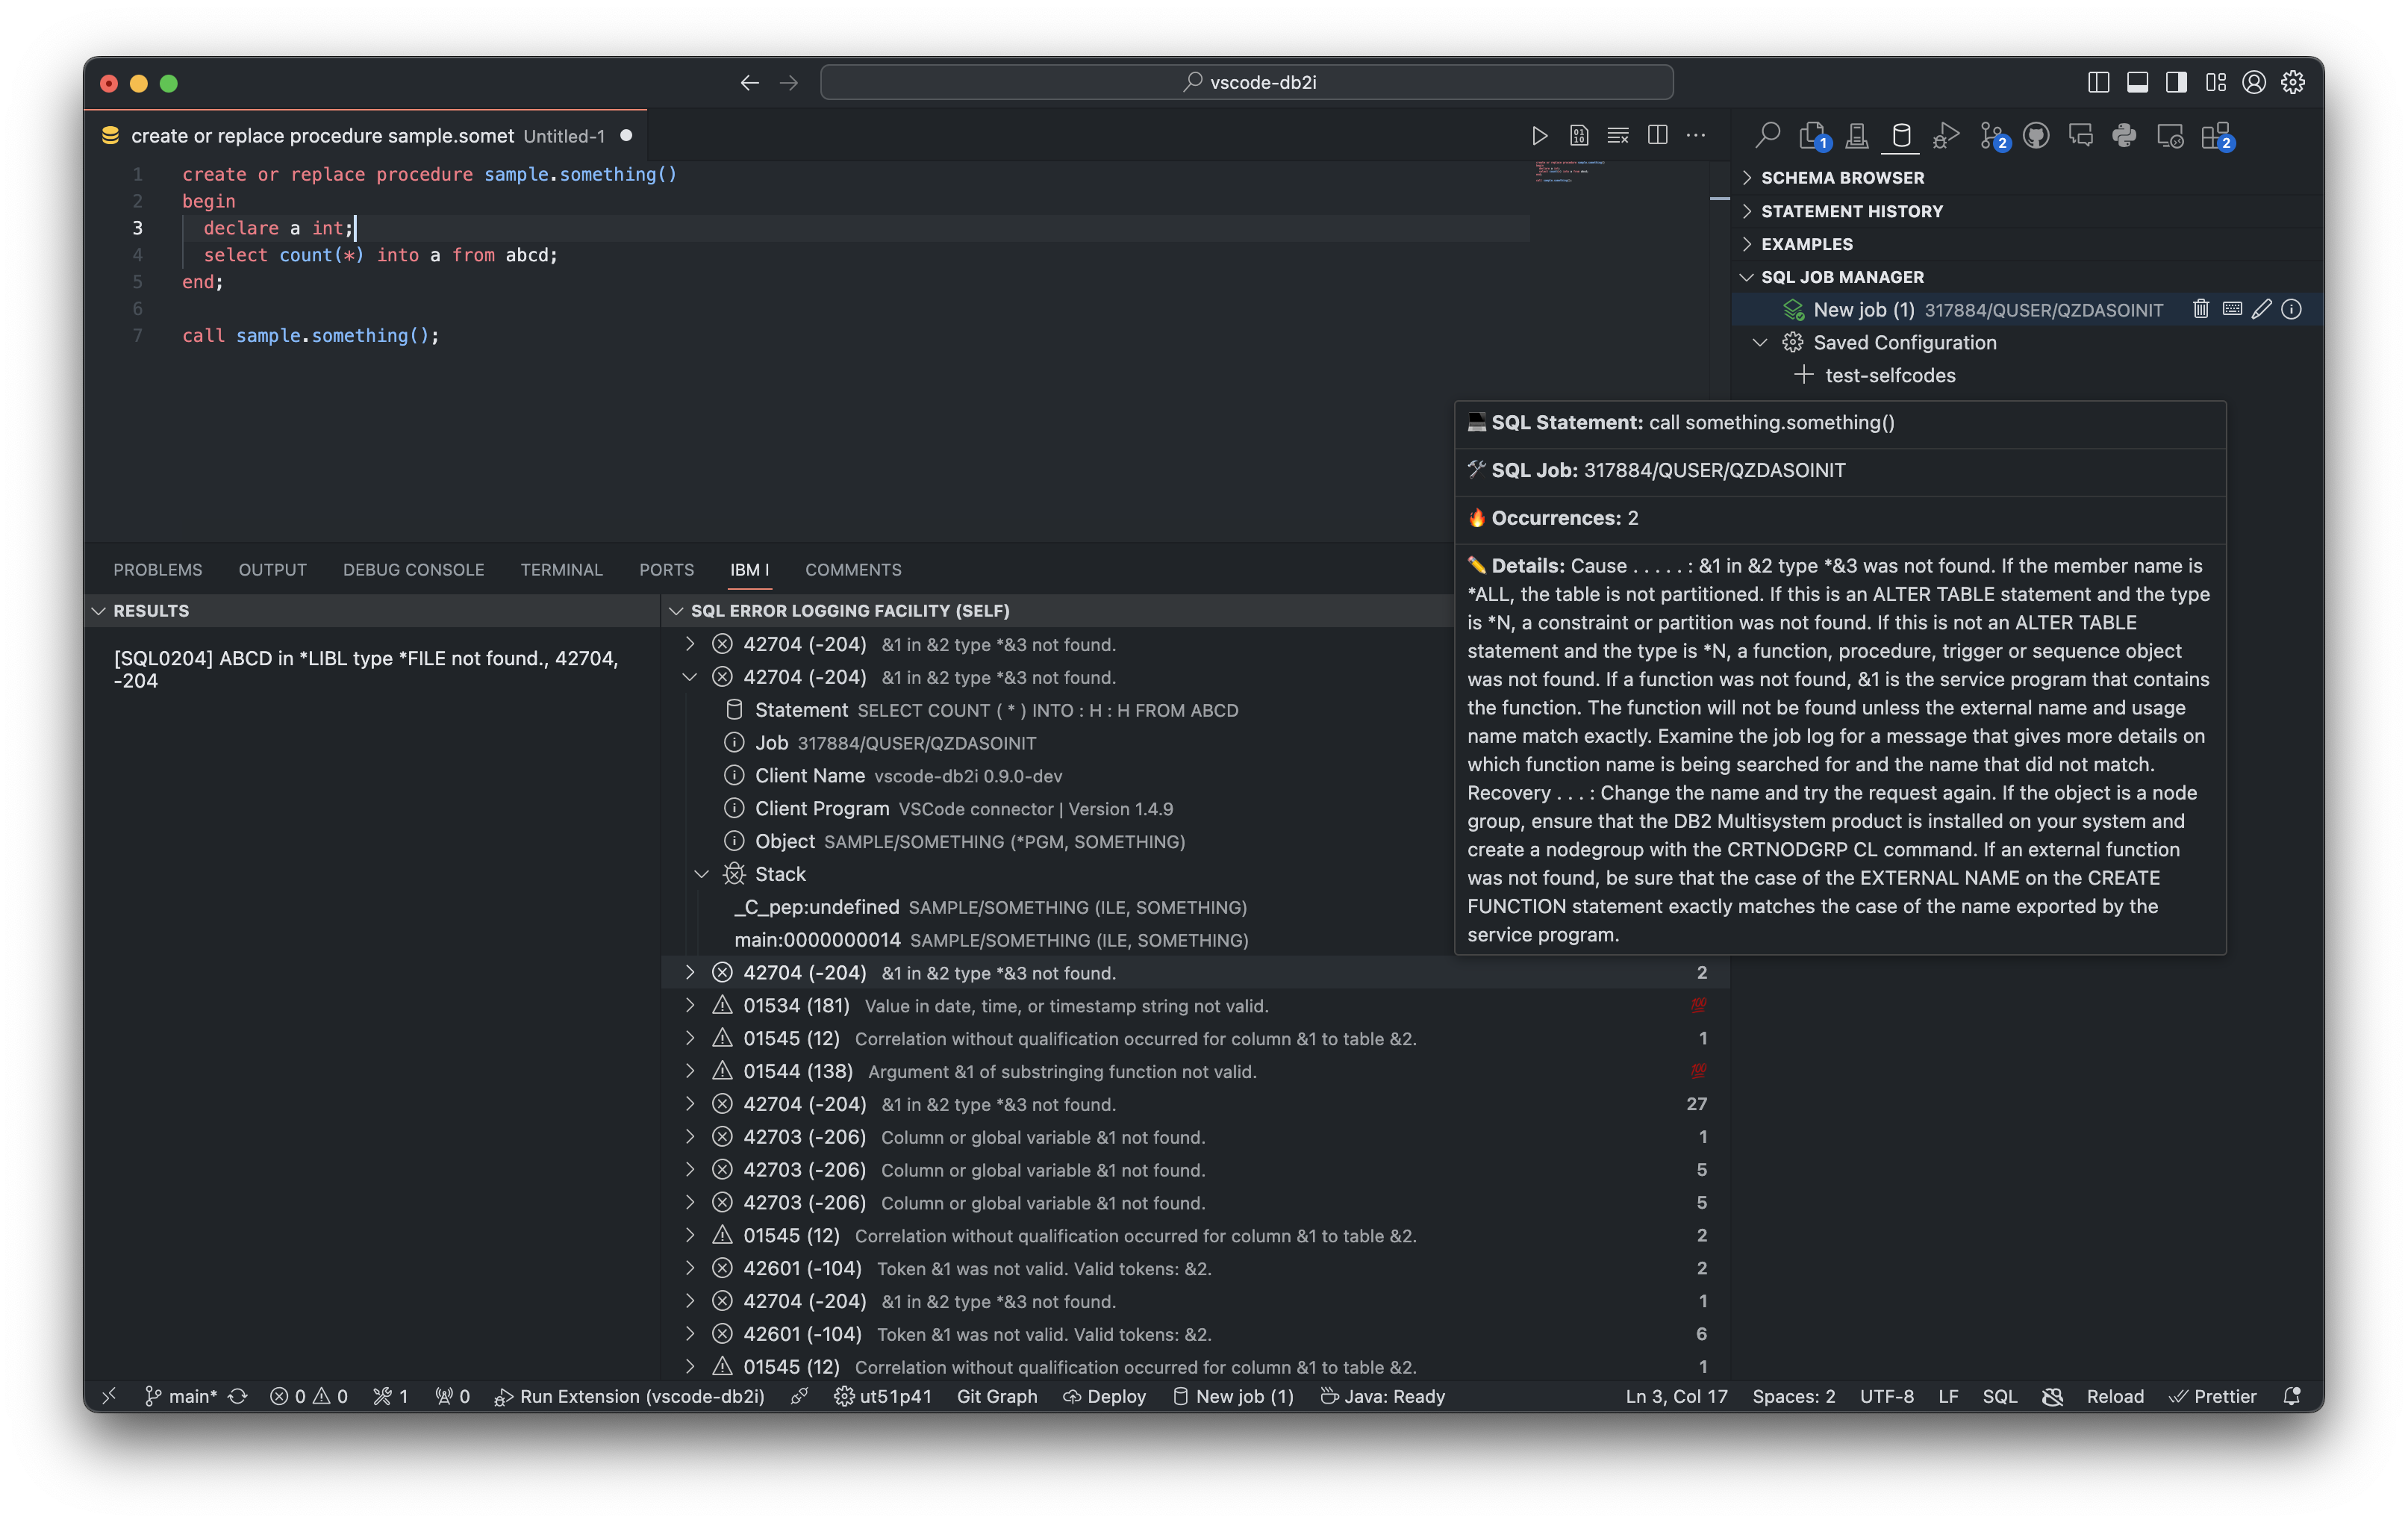 vscode-db2i
create or replace procedure sample.somet Untitled-1
1 create or replace procedure sample.something()
2 begin
3 declare a int;
4 select count(*) into a from abcd;
5 end;
6
7 call sample.something();
1
2
2
SCHEMA BROWSER
STATEMENT HISTORY
EXAMPLES
SQL JOB MANAGER
New job (1) 317884/QUSER/QZDASOINIT
Saved Configuration
test-selfcodes
SQL Statement: call something.something()
SQL Job: 317884/QUSER/QZDASOINIT
Occurrences: 2
Details: Cause . . . . . : &1 in &2 type *&3 was not found. If the member name is
*ALL, the table is not partitioned. If this is an ALTER TABLE statement and the type
is *N, a constraint or partition was not found. If this is not an ALTER TABLE
statement and the type is *N, a function, procedure, trigger or sequence object
was not found. If a function was not found, &1 is the service program that contains
the function. The function will not be found unless the external name and usage
name match exactly. Examine the job log for a message that gives more details on
which function name is being searched for and the name that did not match.
Recovery . . . : Change the name and try the request again. If the object is a node
group, ensure that the DB2 Multisystem product is installed on your system and
create a nodegroup with the CRTNODGRP CL command. If an external function
was not found, be sure that the case of the EXTERNAL NAME on the CREATE
FUNCTION statement exactly matches the case of the name exported by the
service program.
PROBLEMS OUTPUT DEBUG CONSOLE TERMINAL PORTS IBM I COMMENTS
RESULTS
[SQL0204] ABCD in *LIBL type *FILE not found., 42704,
-204
SQL ERROR LOGGING FACILITY (SELF)
42704 (-204) &1 in &2 type *&3 not found.
42704 (-204) &1 in &2 type *&3 not found.
Statement SELECT COUNT ( * ) INTO : H : H FROM ABCD
Job 317884/QUSER/QZDASOINIT
Client Name vscode-db2i 0.9.0-dev
Client Program VSCode connector | Version 1.4.9
Object SAMPLE/SOMETHING (*PGM, SOMETHING)
Stack
_C_pep:undefined SAMPLE/SOMETHING (ILE, SOMETHING)
main:0000000014 SAMPLE/SOMETHING (ILE, SOMETHING)
42704 (-204) &1 in &2 type *&3 not found. 2
01534 (181) Value in date, time, or timestamp string not valid. 💯
01545 (12) Correlation without qualification occurred for column &1 to table &2. 1
01544 (138) Argument &1 of substringing function not valid. 💯
42704 (-204) &1 in &2 type *&3 not found. 27
42703 (-206) Column or global variable &1 not found. 1
42703 (-206) Column or global variable &1 not found. 5
42703 (-206) Column or global variable &1 not found. 5
01545 (12) Correlation without qualification occurred for column &1 to table &2. 2
42601 (-104) Token &1 was not valid. Valid tokens: &2. 2
42704 (-204) &1 in &2 type *&3 not found. 1
42601 (-104) Token &1 was not valid. Valid tokens: &2. 6
01545 (12) Correlation without qualification occurred for column &1 to table &2. 1
main* 0 0 1 0 Run Extension (vscode-db2i) ut51p41 Git Graph Deploy New job (1) Java: Ready Ln 3, Col 17 Spaces: 2 UTF-8 LF SQL Reload Prettier